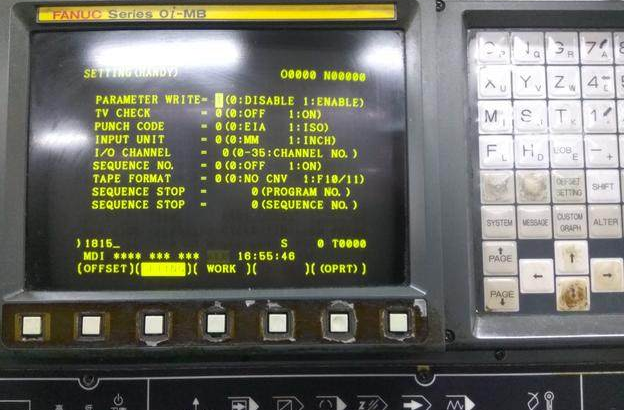 FANUC Series 0i-MB
SETTING(HANDY) O0000 N00000
PARAMETER WRITE= (0:DISABLE 1:ENABLE)
TV CHECK = 0(0:OFF 1:ON)
PUNCH CODE = 0(0:EIA 1:ISO)
INPUT UNIT = 0(0:MM 1:INCH)
I/O CHANNEL = 0(0-35:CHANNEL NO.)
SEQUENCE NO. = 0(0:OFF 1:ON)
TAPE FORMAT = 0(0:NO CNV 1:F10/11)
SEQUENCE STOP = 0(PROGRAM NO.)
SEQUENCE STOP = 0(SEQUENCE NO.)
)1815_ S 0 T0000
MDI **** *** *** 16:55:46
(OFFSET)( )( WORK )( )( (OPRT) )
N Q G R 7 A
X U Y V Z W 4
M I S T 1
F L H D EOB E - +
OFFSET SETTING SHIFT
SYSTEM MESSAGE CUSTOM GRAPH ALTER
↑ PAGE ↑
← →
PAGE ↓